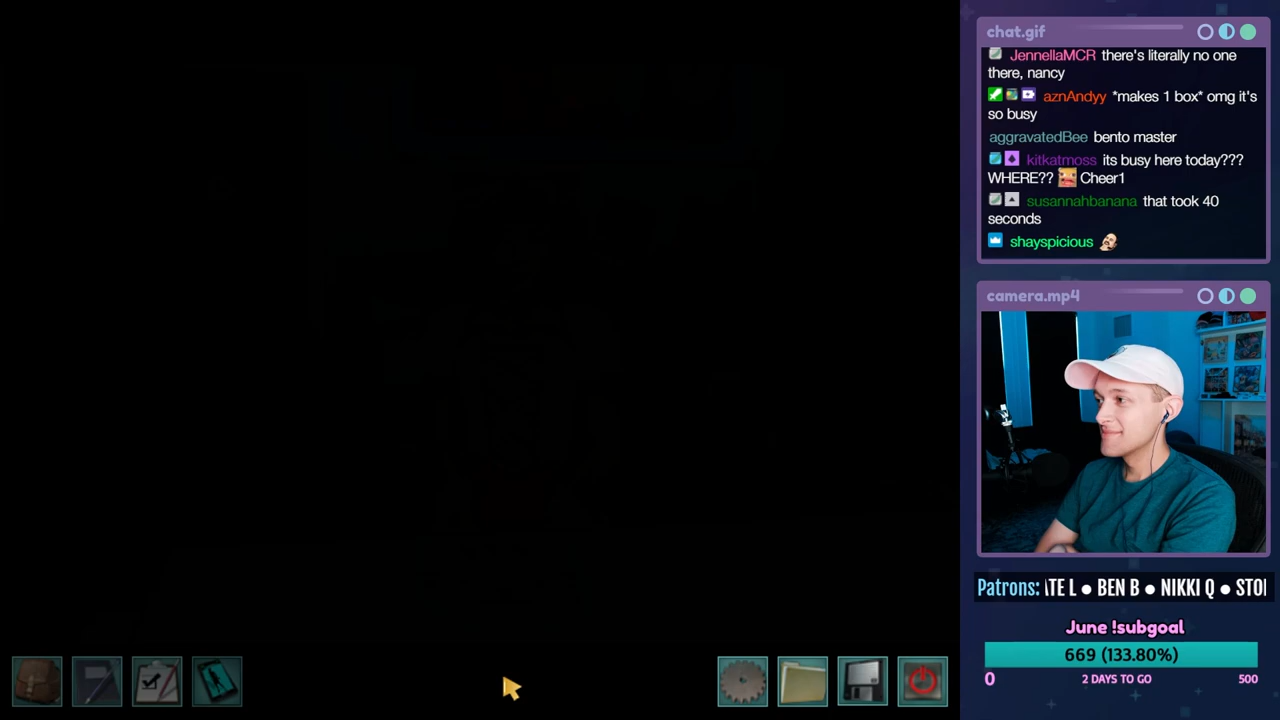 chat.gif
JennellaMCR there's literally no one
there, nancy
aznAndyy *makes 1 box* omg it's
so busy
aggravatedBee bento master
kitkatmoss its busy here today???
WHERE?? Cheer1
susannahbanana that took 40
seconds
shayspicious
camera.mp4
Patrons: ATE L ● BEN B ● NIKKI Q ● STO
June !subgoal
669 (133.80%)
0 2 DAYS TO GO 500